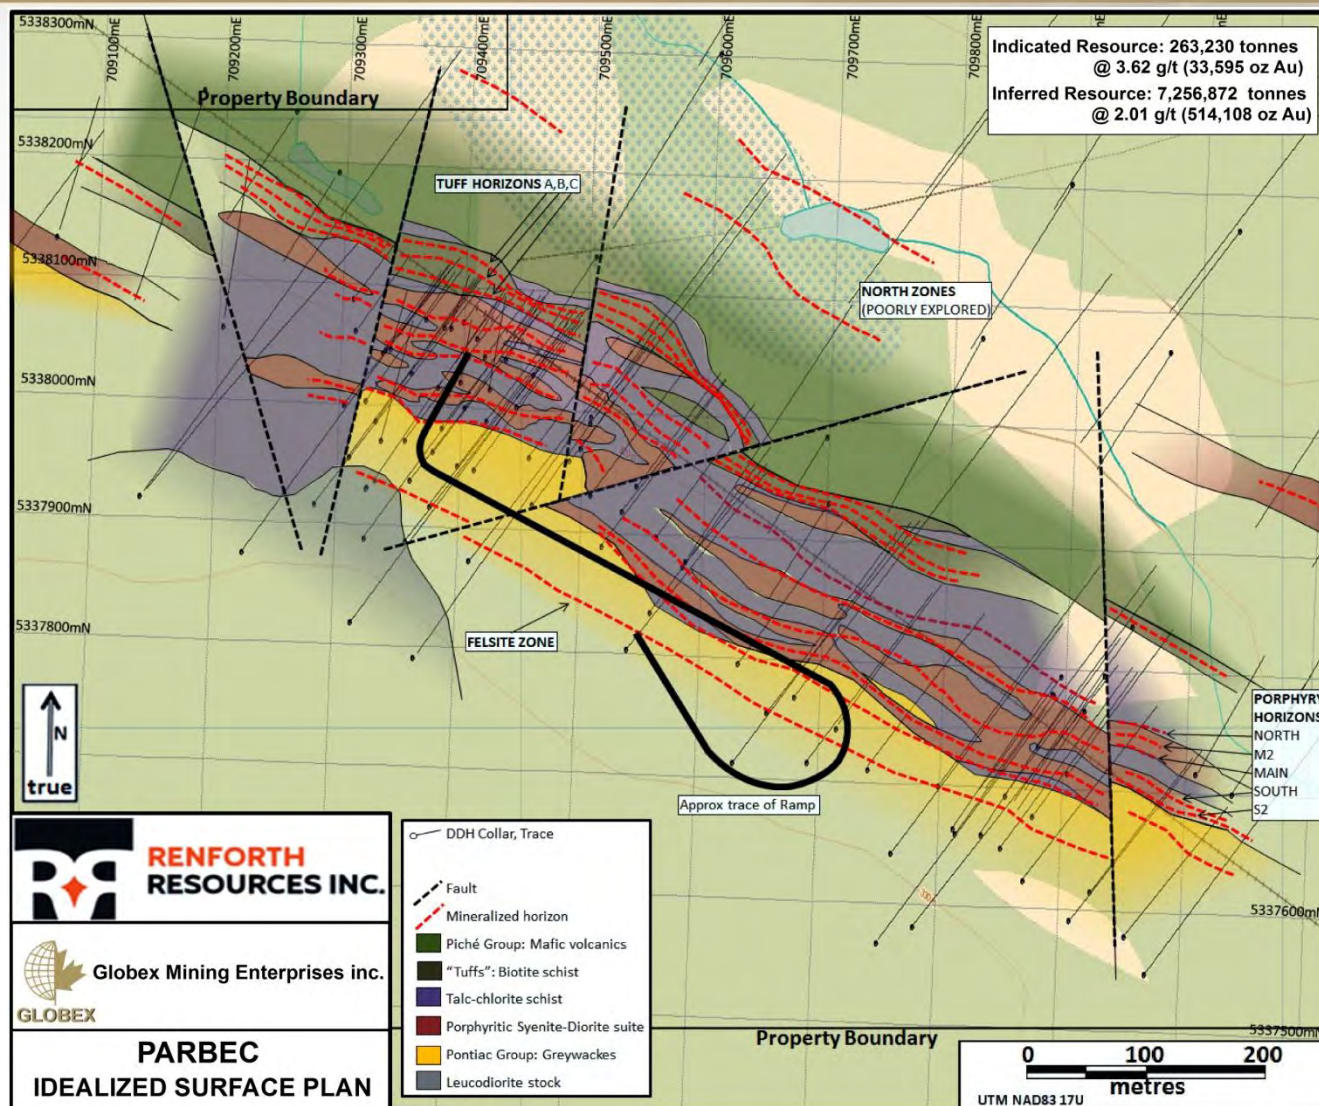 5338300mN
709100mE
709200mE
709300mE
709400mE
709500mE
709600mE
709700mE
709800mE
Indicated Resource: 263,230 tonnes
@ 3.62 g/t (33,595 oz Au)
Inferred Resource: 7,256,872 tonnes
@ 2.01 g/t (514,108 oz Au)
Property Boundary
5338200mN
TUFF HORIZONS A,B,C
5338100mN
NORTH ZONES
(POORLY EXPLORED)
5338000mN
5337900mN
5337800mN
FELSITE ZONE
N
true
Approx trace of Ramp
PORPHYRY
HORIZONS
NORTH
M2
MAIN
SOUTH
S2
5337600mN
5337500mN
RENFORTH
RESOURCES INC.
GLOBEX
Globex Mining Enterprises inc.
PARBEC
IDEALIZED SURFACE PLAN
DDH Collar, Trace
Fault
Mineralized horizon
Piché Group: Mafic volcanics
“Tuffs”: Biotite schist
Talc-chlorite schist
Porphyritic Syenite-Diorite suite
Pontiac Group: Greywackes
Leucodiorite stock
Property Boundary
0 100 200
metres
UTM NAD83 17U